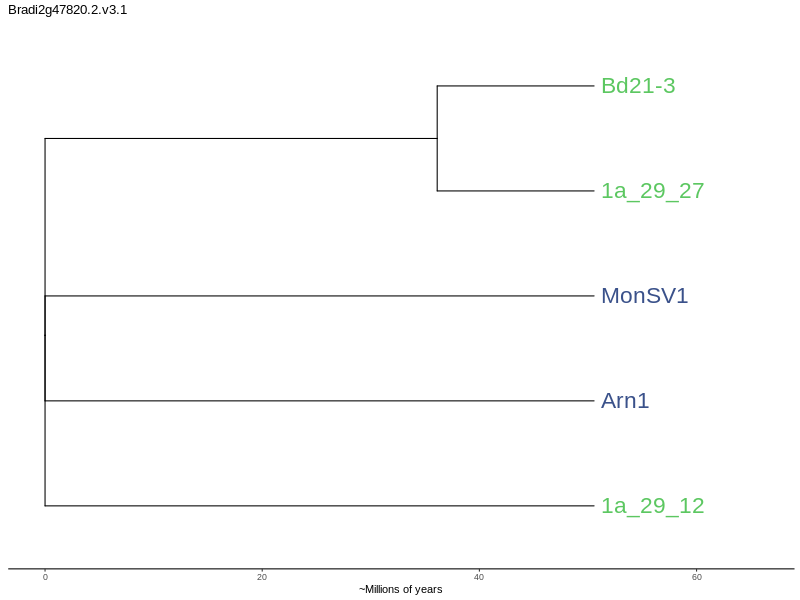 Bradi2g47820.2.v3.1
Bd21-3
1a_29_27
MonSV1
Arn1
1a_29_12
0 20 40 60
~Millions of years